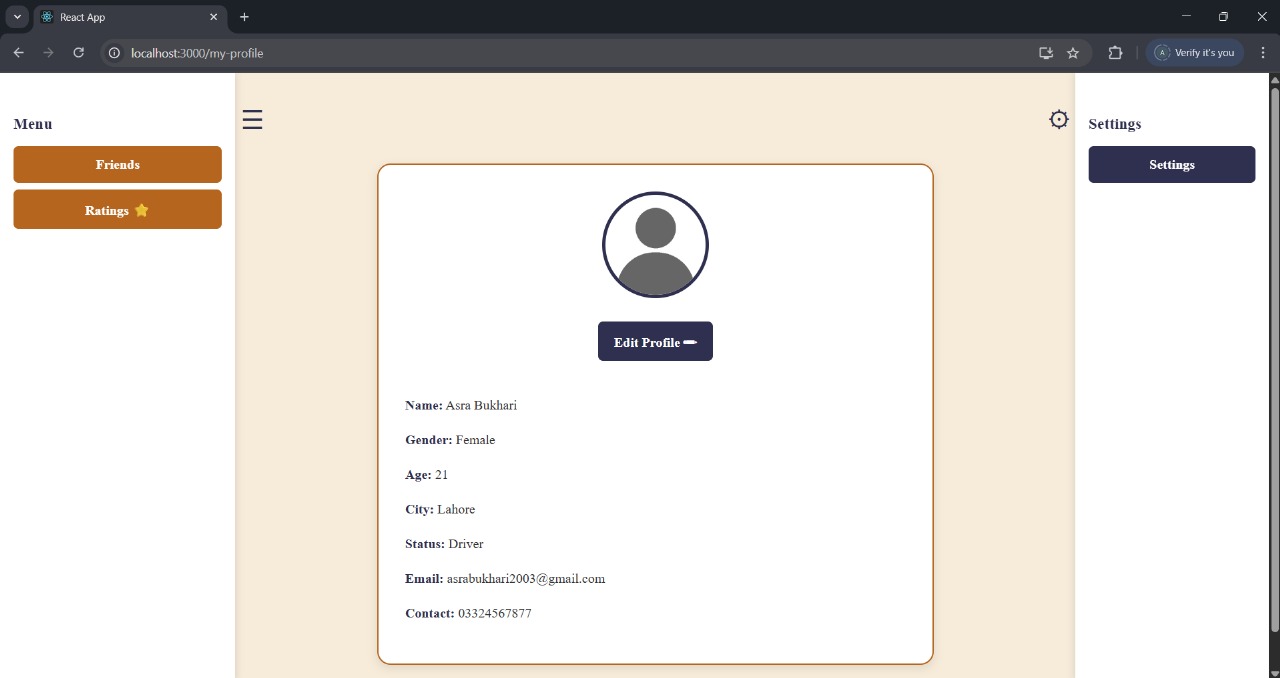 React App
localhost:3000/my-profile
A
Verify it's you
Menu
Friends
Ratings ⭐
Settings
Settings
Edit Profile
Name: Asra Bukhari
Gender: Female
Age: 21
City: Lahore
Status: Driver
Email: asrabukhari2003@gmail.com
Contact: 03324567877